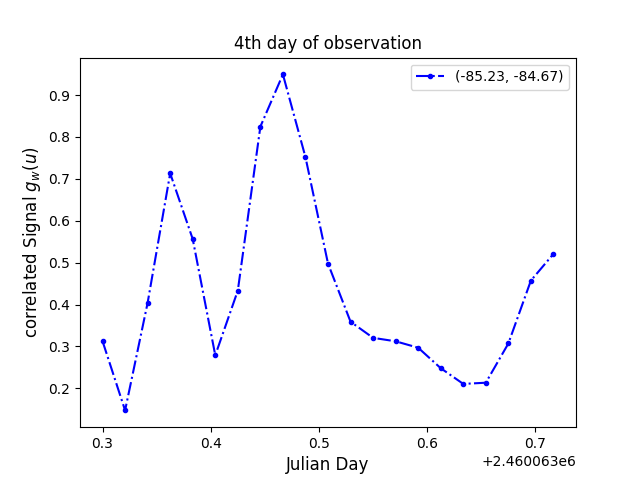 4th day of observation
(-85.23, -84.67)
correlated Signal $g_w(u)$
0.9
0.8
0.7
0.6
0.5
0.4
0.3
0.2
0.3 0.4 0.5 0.6 0.7
+2.460063e6
Julian Day